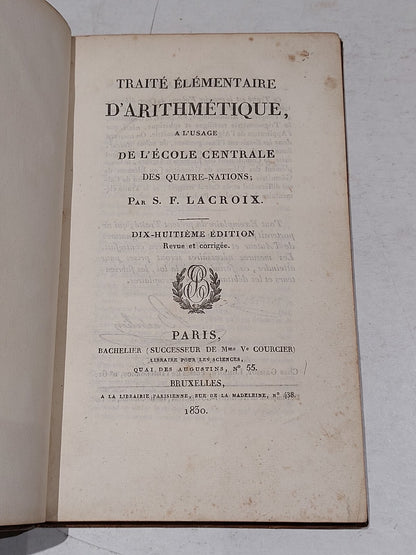 TRAITÉ ÉLÉMENTAIRE
D'ARITHMÉTIQUE,
A L'USAGE
DE L'ÉCOLE CENTRALE
DES QUATRE-NATIONS;
PAR S. F. LACROIX.
DIX-HUITIÈME ÉDITION
Revue et corrigée.
PARIS,
BACHELIER (SUCCESSEUR DE Mme Ve COURCIER)
LIBRAIRE POUR LES SCIENCES,
QUAI DES AUGUSTINS, N° 55.
BRUXELLES,
A LA LIBRAIRIE PARISIENNE, RUE DE LA MADELEINE, N° 438.
1830.